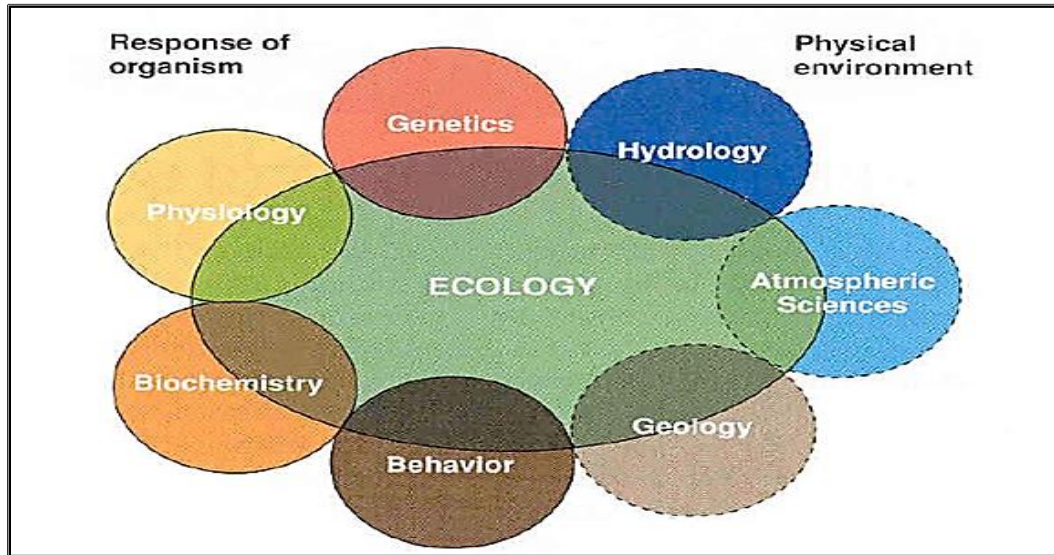 Response of
organism
Physical
environment
Genetics
Hydrology
Physiology
ECOLOGY
Atmospheric
Sciences
Biochemistry
Geology
Behavior